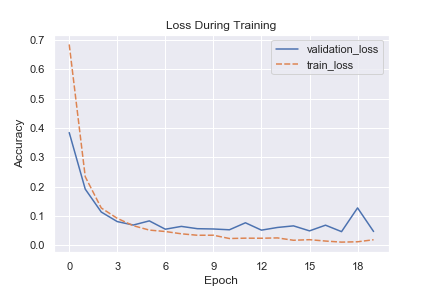 Loss During Training
validation_loss
train_loss
0.7
0.6
0.5
0.4
0.3
0.2
0.1
0.0
Accuracy
0 3 6 9 12 15 18
Epoch